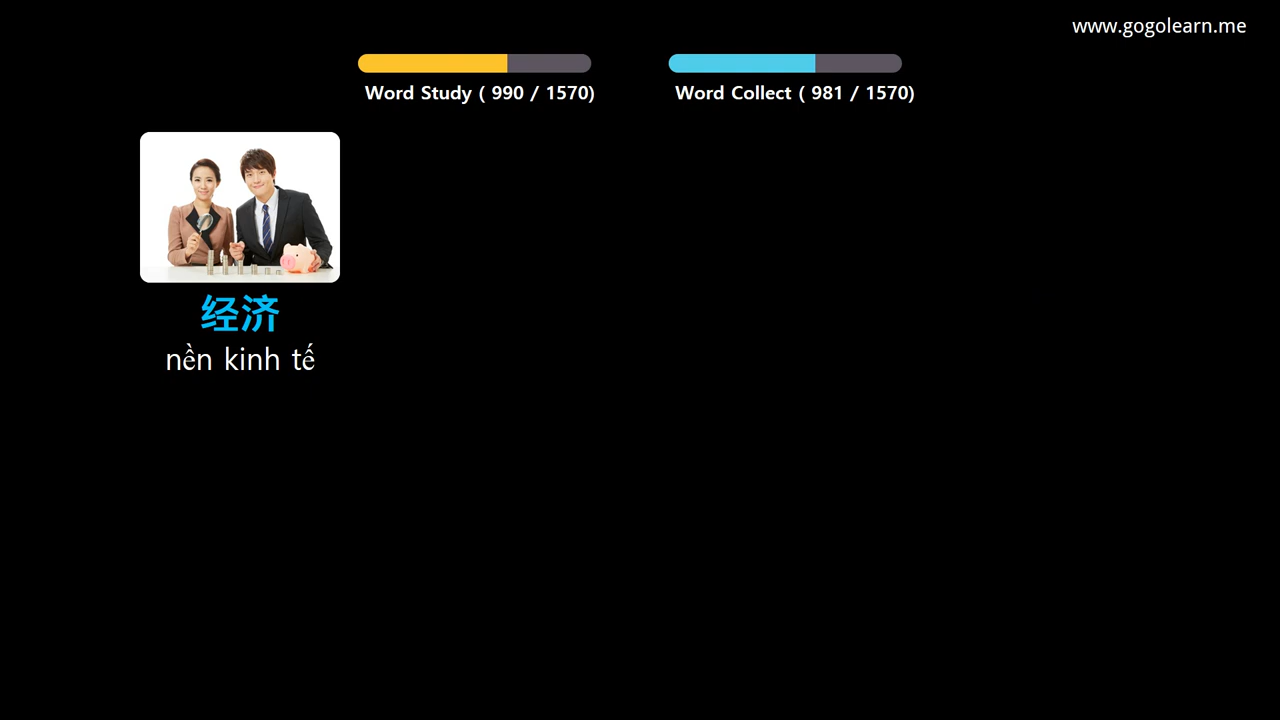 www.gogolearn.me
Word Study ( 990 / 1570)
Word Collect ( 981 / 1570)
经济
nền kinh tế